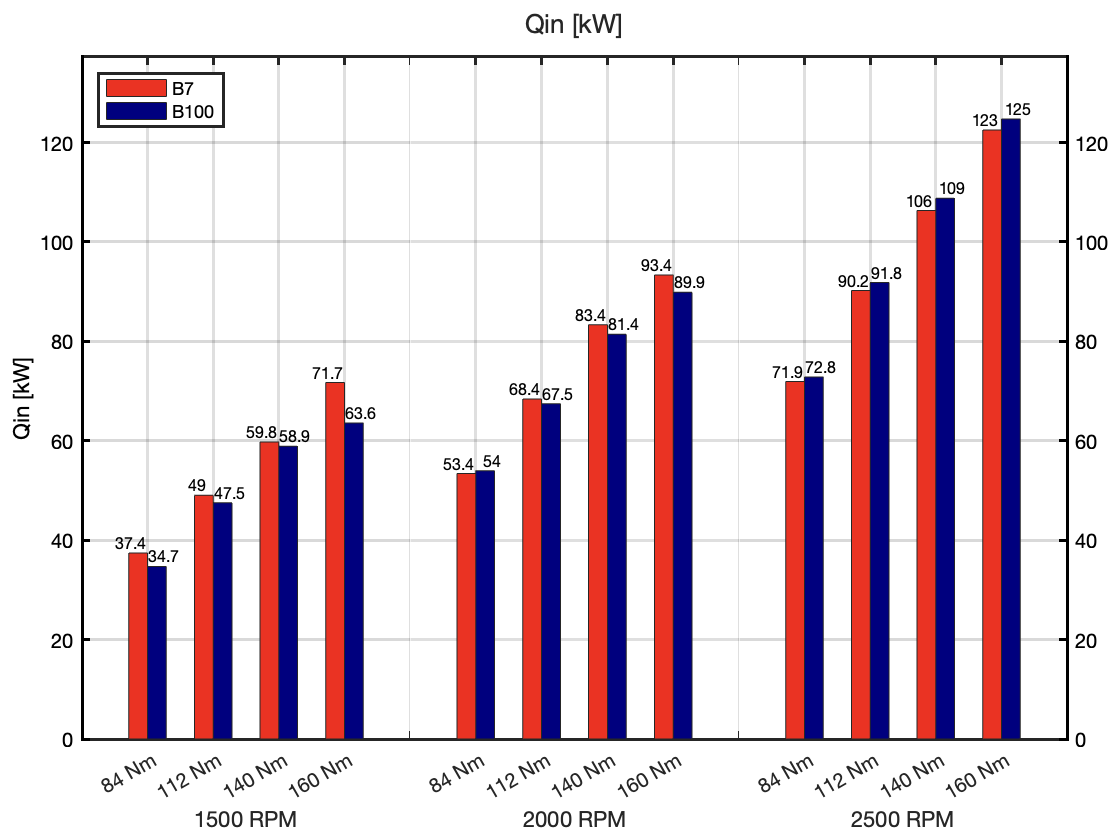 Qin [kW]
B7
B100
Qin [kW]
120
100
80
60
40
20
0
120
100
80
60
40
20
0
37.4
34.7
49
47.5
59.8
58.9
71.7
63.6
53.4
54
68.4
67.5
83.4
81.4
93.4
89.9
71.9
72.8
90.2
91.8
106
109
123
125
84 Nm
112 Nm
140 Nm
160 Nm
84 Nm
112 Nm
140 Nm
160 Nm
84 Nm
112 Nm
140 Nm
160 Nm
1500 RPM
2000 RPM
2500 RPM